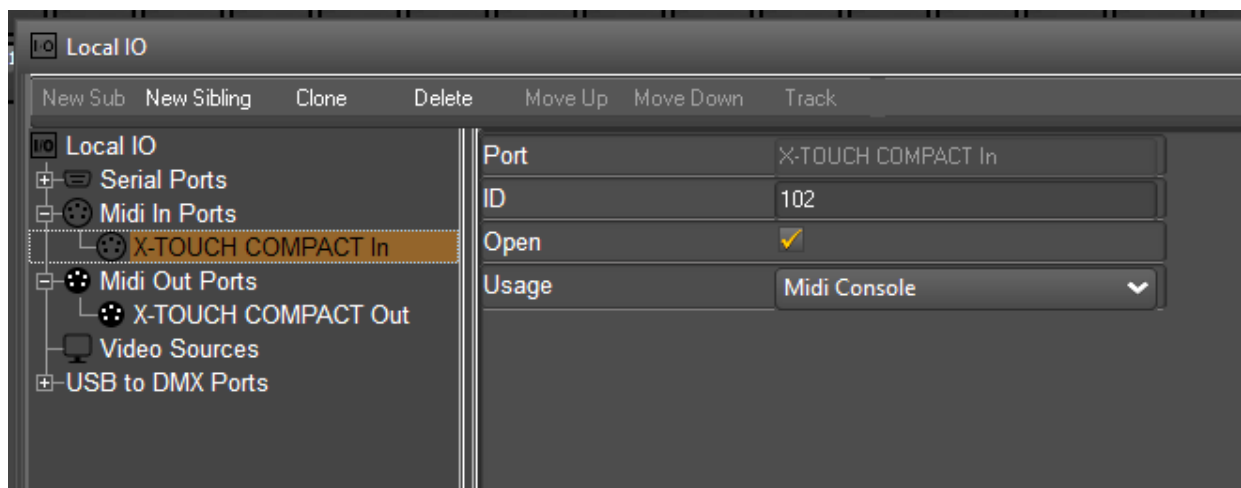 Local IO
New Sub New Sibling Clone Delete Move Up Move Down Track
Local IO
Serial Ports
Midi In Ports
X-TOUCH COMPACT In
Midi Out Ports
X-TOUCH COMPACT Out
Video Sources
USB to DMX Ports
Port X-TOUCH COMPACT In
ID 102
Open
Usage Midi Console